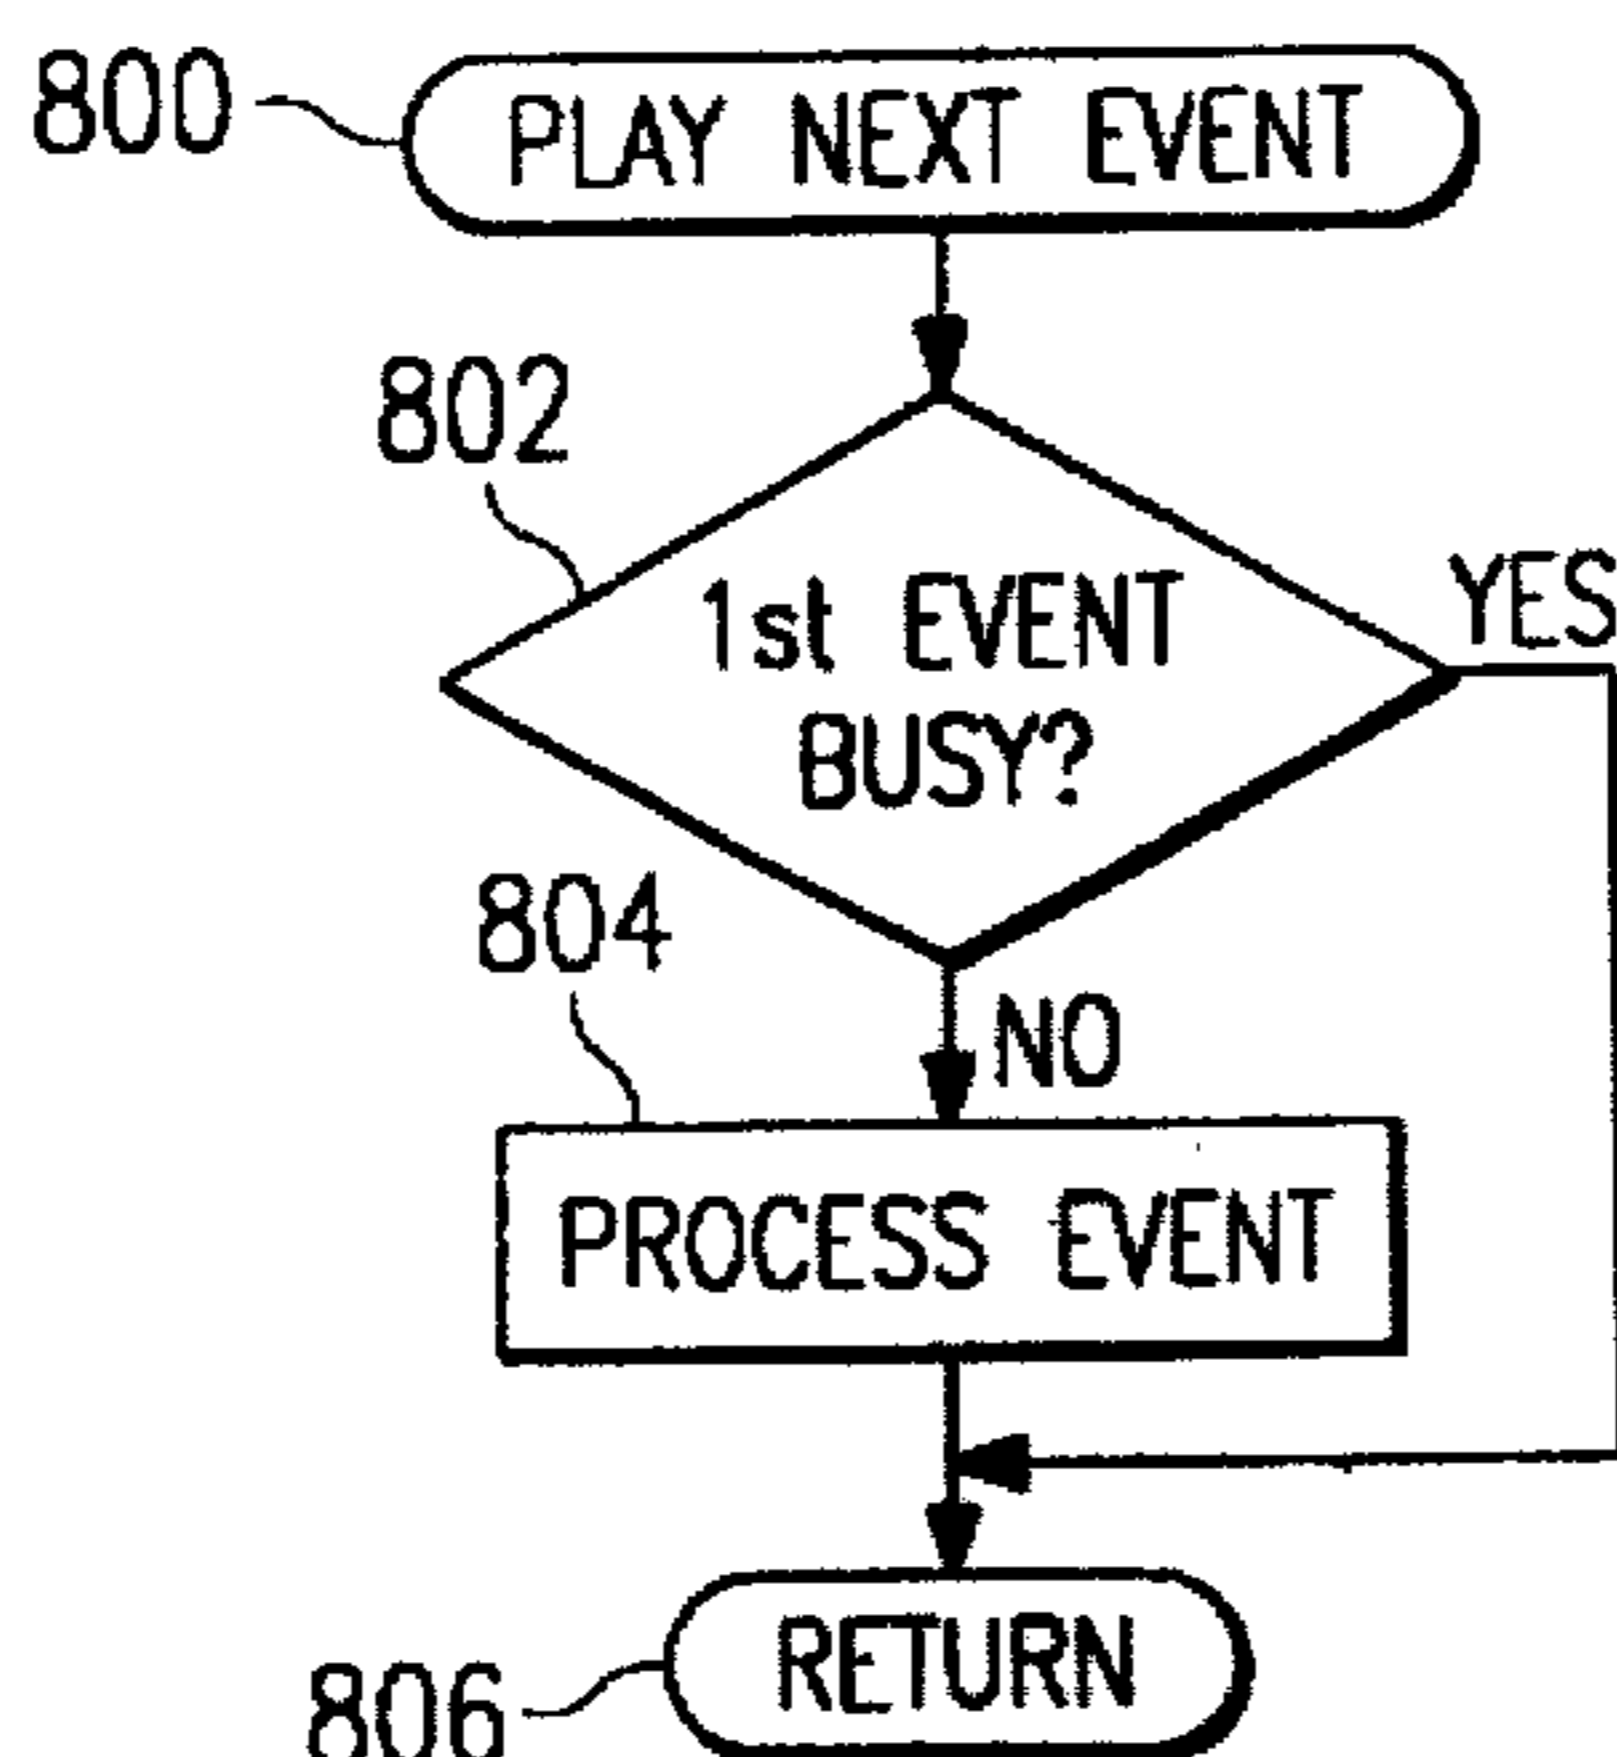 800
PLAY NEXT EVENT
802
1st EVENT
BUSY?
YES
804
NO
PROCESS EVENT
RETURN
806